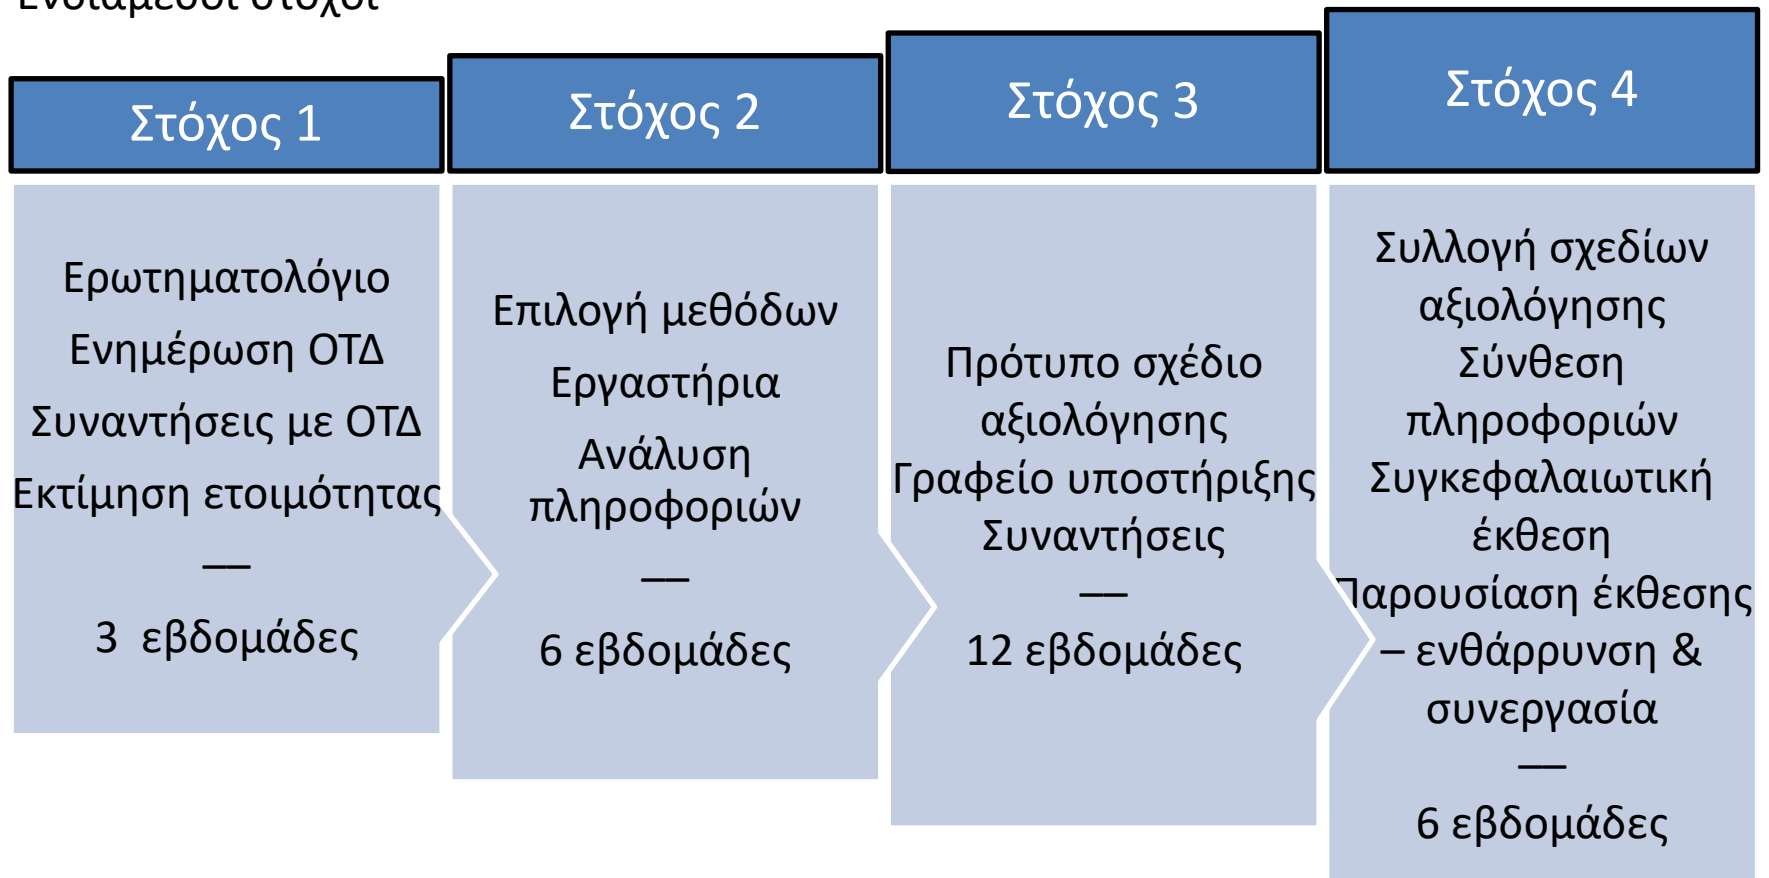 Ενδιάμεσοι στόχοι
Στόχος 1
Ερωτηματολόγιο
Ενημέρωση ΟΤΔ
Συναντήσεις με ΟΤΔ
Εκτίμηση ετοιμότητας
—
3 εβδομάδες
Στόχος 2
Επιλογή μεθόδων
Εργαστήρια
Ανάλυση
πληροφοριών
—
6 εβδομάδες
Στόχος 3
Πρότυπο σχέδιο
αξιολόγησης
Γραφείο υποστήριξης
Συναντήσεις
—
12 εβδομάδες
Στόχος 4
Συλλογή σχεδίων
αξιολόγησης
Σύνθεση
πληροφοριών
Συγκεφαλαιωτική
έκθεση
Παρουσίαση έκθεσης
– ενθάρρυνση &
συνεργασία
—
6 εβδομάδες